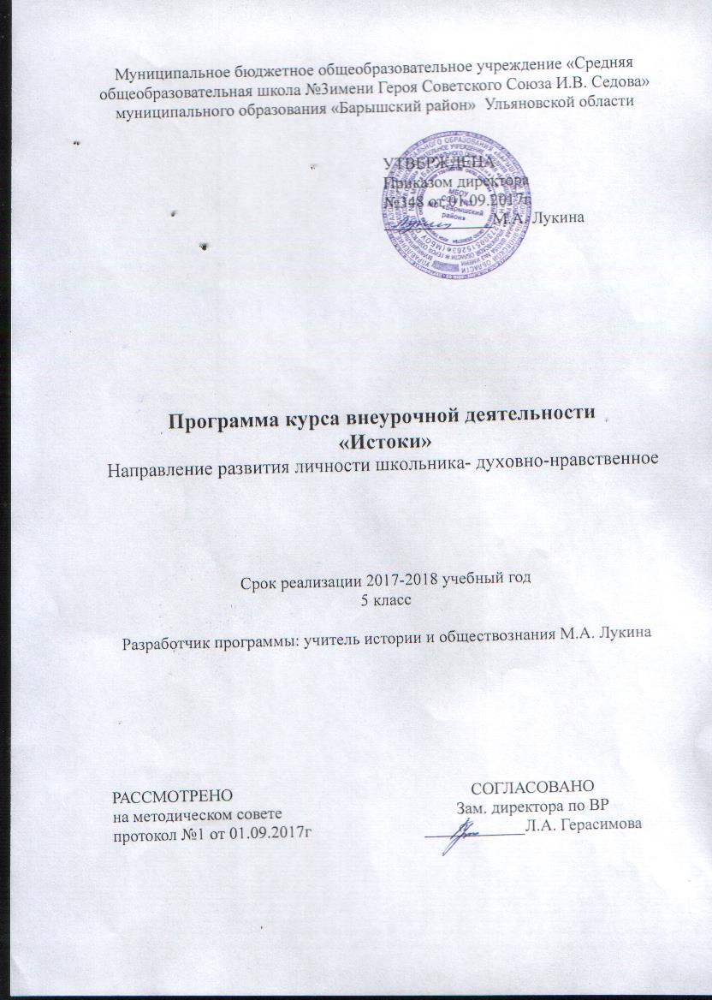 Муниципальное бюджетное общеобразовательное учреждение «Средняя
общеобразовательная школа №3имени Героя Советского Союза И.В. Седова»
муниципального образования «Барышский район» Ульяновской области
УТВЕРЖДЕНА
Приказом директора
№348 от 01.09.2017г.
М.А. Лукина
МБОУ
«Барышский
район»
Программа курса внеурочной деятельности
«Истоки»
Направление развития личности школьника- духовно-нравственное
Срок реализации 2017-2018 учебный год
5 класс
Разработчик программы: учитель истории и обществознания М.А. Лукина
РАССМОТРЕНО
на методическом совете
протокол №1 от 01.09.2017г
СОГЛАСОВАНО
Зам. директора по ВР
Л.А. Герасимова